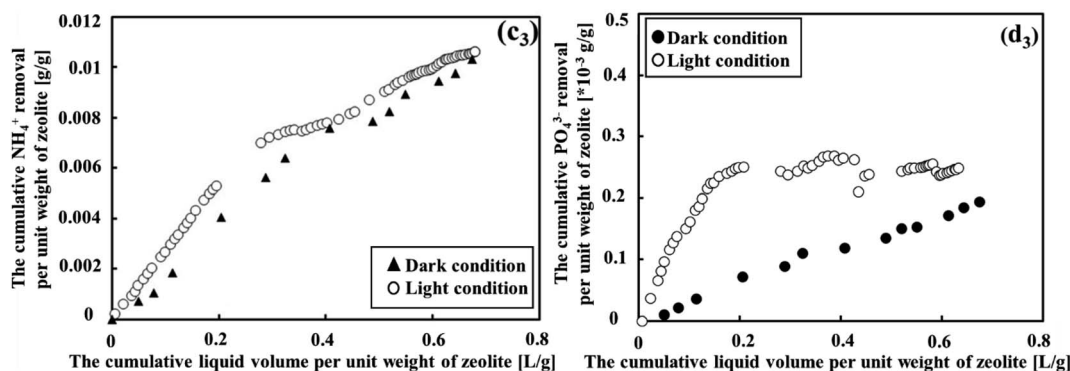 The cumulative NH₄⁺ removal
per unit weight of zeolite [g/g]
0.012
0.01
0.008
0.006
0.004
0.002
0
(c₃)
Dark condition
Light condition
0
0.2
0.4
0.6
0.8
The cumulative liquid volume per unit weight of zeolite [L/g]
The cumulative PO₄³⁻ removal
per unit weight of zeolite [*10⁻³ g/g]
0.5
0.4
0.3
0.2
0.1
0.0
Dark condition
Light condition
(d₃)
0
0.2
0.4
0.6
0.8
The cumulative liquid volume per unit weight of zeolite [L/g]